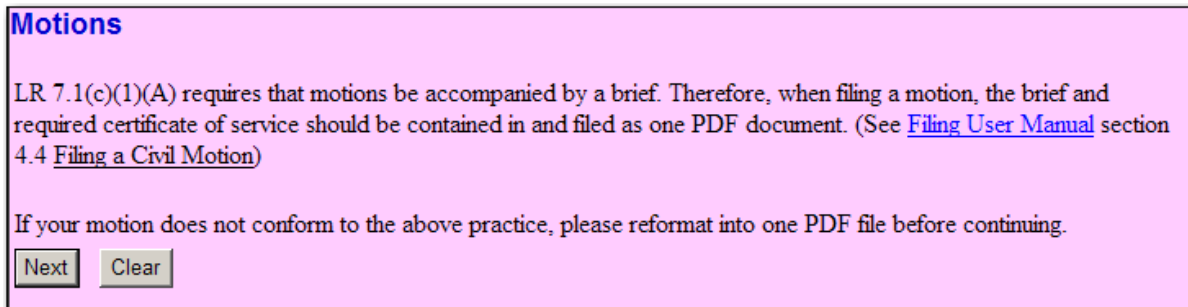 Motions
LR 7.1(c)(1)(A) requires that motions be accompanied by a brief. Therefore, when filing a motion, the brief and
required certificate of service should be contained in and filed as one PDF document. (See Filing User Manual section
4.4 Filing a Civil Motion)
If your motion does not conform to the above practice, please reformat into one PDF file before continuing.
Next Clear